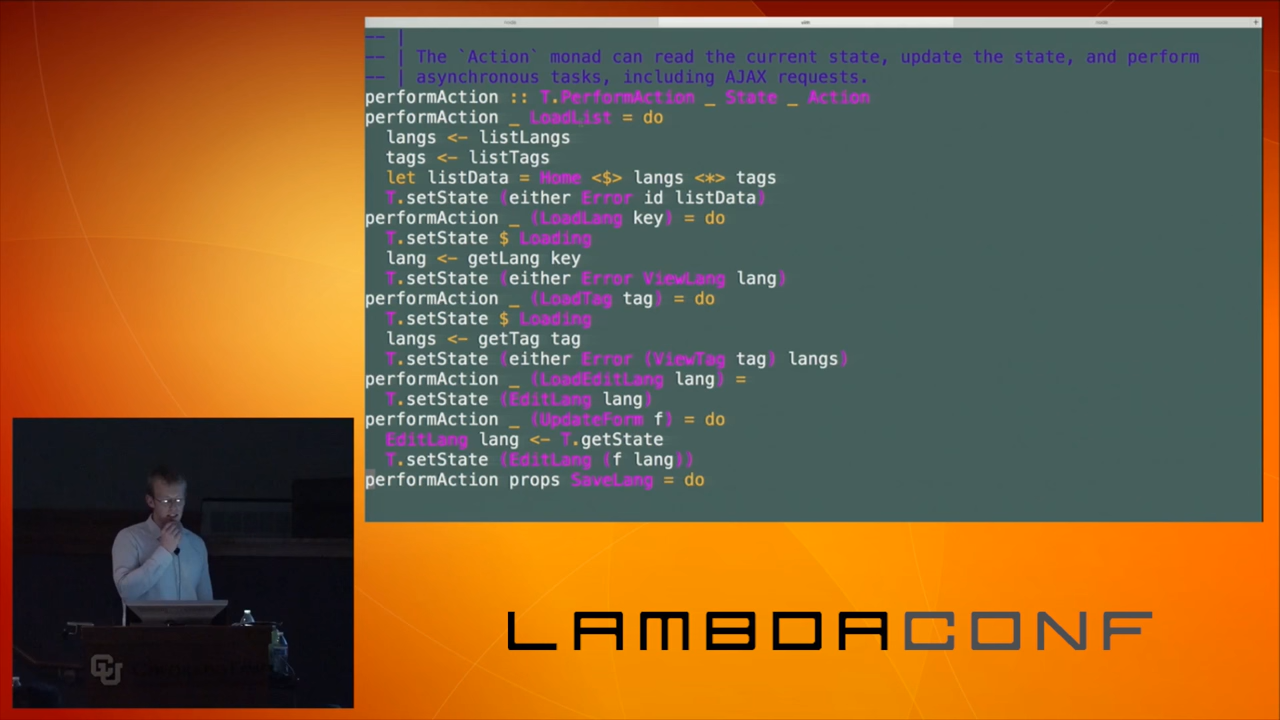 -- |
-- | The `Action` monad can read the current state, update the state, and perform
-- | asynchronous tasks, including AJAX requests.
performAction :: T.PerformAction _ State _ Action
performAction _ LoadList = do
  langs <- listLangs
  tags <- listTags
  let listData = Home <$> langs <*> tags
  T.setState (either Error id listData)
performAction _ (LoadLang key) = do
  T.setState $ Loading
  lang <- getLang key
  T.setState (either Error ViewLang lang)
performAction _ (LoadTag tag) = do
  T.setState $ Loading
  langs <- getTag tag
  T.setState (either Error (ViewTag tag) langs)
performAction _ (LoadEditLang lang) =
  T.setState (EditLang lang)
performAction _ (UpdateForm f) = do
  EditLang lang <- T.getState
  T.setState (EditLang (f lang))
performAction props SaveLang = do
LAMBDACONF